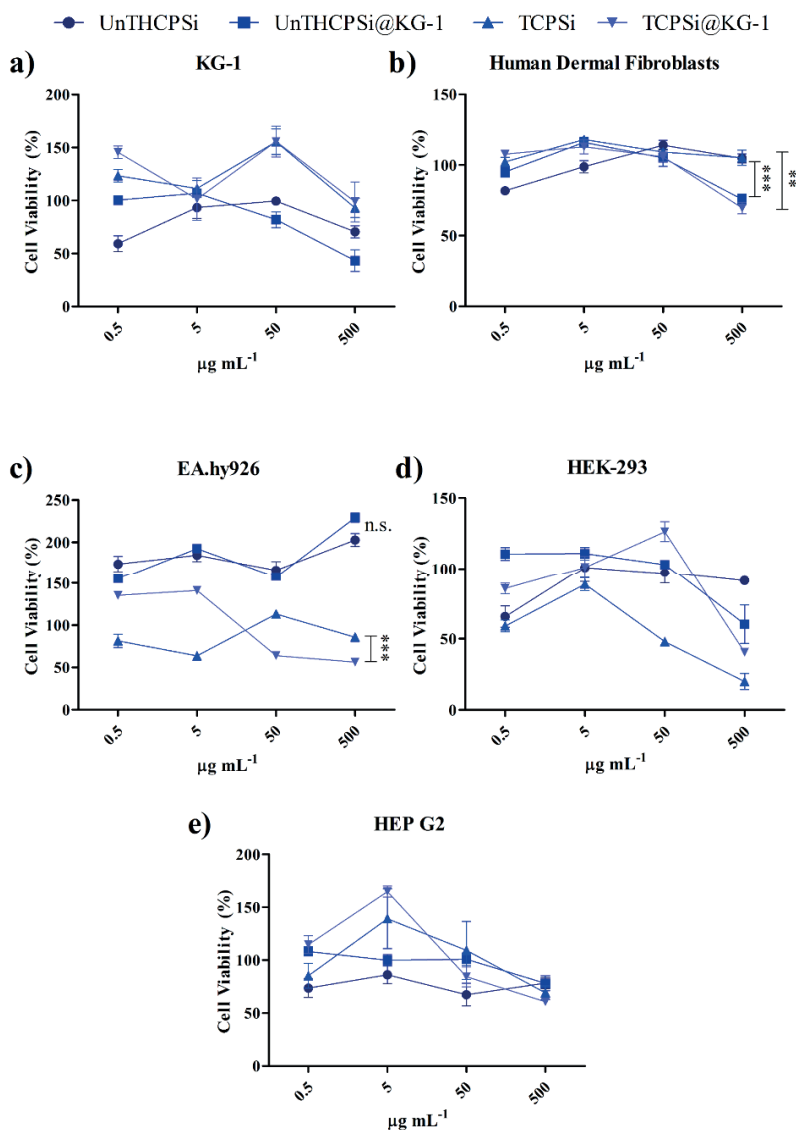 UnTHCPSi UnTHCPSi@KG-1 TCPSi TCPSi@KG-1
a) KG-1
Cell Viability (%)
200
150
100
50
0
0.5 5 50 500
µg mL⁻¹
b) Human Dermal Fibroblasts
Cell Viability (%)
150
100
50
0
*** **
0.5 5 50 500
µg mL⁻¹
c) EA.hy926
Cell Viability (%)
250
200
150
100
50
0
n.s.
***
0.5 5 50 500
µg mL⁻¹
d) HEK-293
Cell Viability (%)
150
100
50
0
0.5 5 50 500
µg mL⁻¹
e) HEP G2
Cell Viability (%)
200
150
100
50
0
0.5 5 50 500
µg mL⁻¹